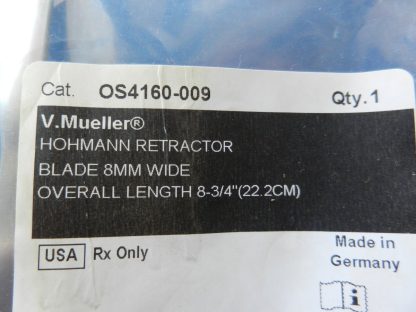 Cat. OS4160-009 Qty. 1
V.Mueller®
HOHMANN RETRACTOR
BLADE 8MM WIDE
OVERALL LENGTH 8-3/4"(22.2CM)
USA Rx Only
Made in
Germany
i